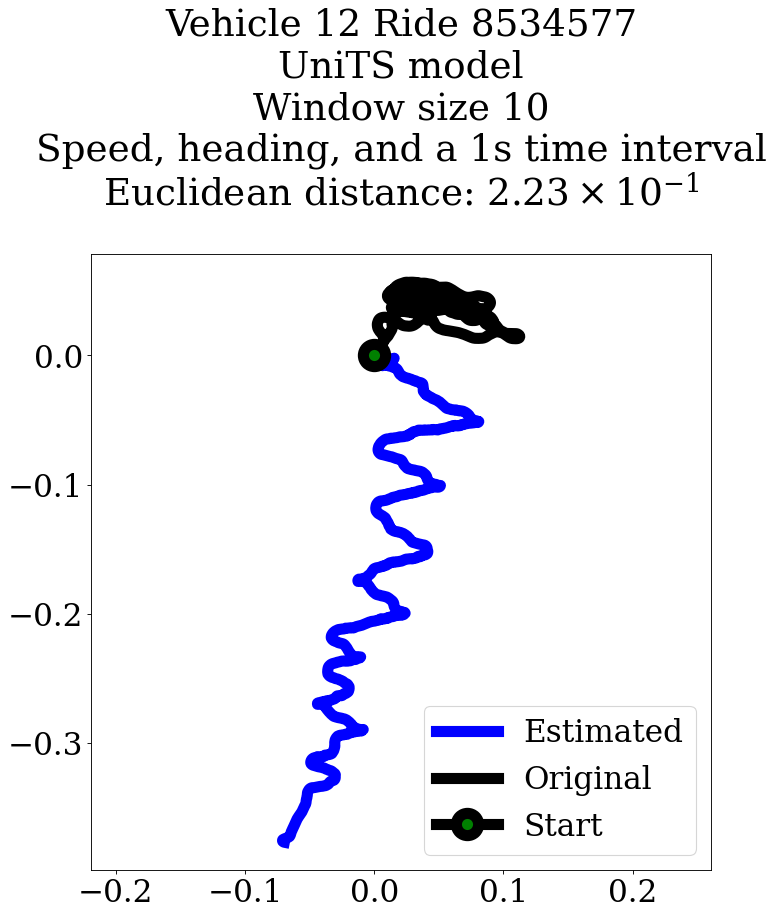 Vehicle 12 Ride 8534577
UniTS model
Window size 10
Speed, heading, and a 1s time interval
Euclidean distance: 2.23 × 10⁻¹
0.0
−0.1
−0.2
−0.3
Estimated
Original
Start
−0.2 −0.1 0.0 0.1 0.2